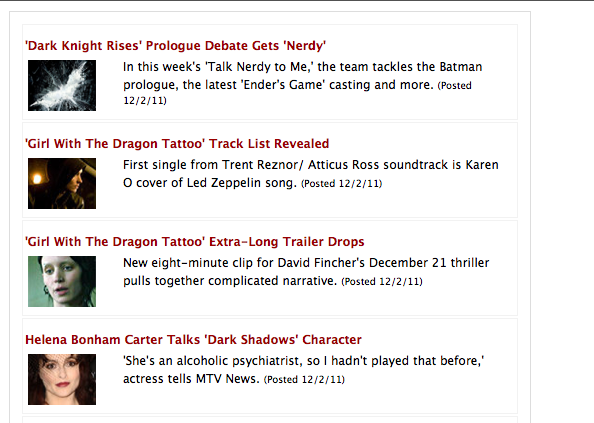 'Dark Knight Rises' Prologue Debate Gets 'Nerdy'
In this week's 'Talk Nerdy to Me,' the team tackles the Batman
prologue, the latest 'Ender's Game' casting and more. (Posted
12/2/11)
'Girl With The Dragon Tattoo' Track List Revealed
First single from Trent Reznor/ Atticus Ross soundtrack is Karen
O cover of Led Zeppelin song. (Posted 12/2/11)
'Girl With The Dragon Tattoo' Extra-Long Trailer Drops
New eight-minute clip for David Fincher's December 21 thriller
pulls together complicated narrative. (Posted 12/2/11)
Helena Bonham Carter Talks 'Dark Shadows' Character
'She's an alcoholic psychiatrist, so I hadn't played that before,'
actress tells MTV News. (Posted 12/2/11)